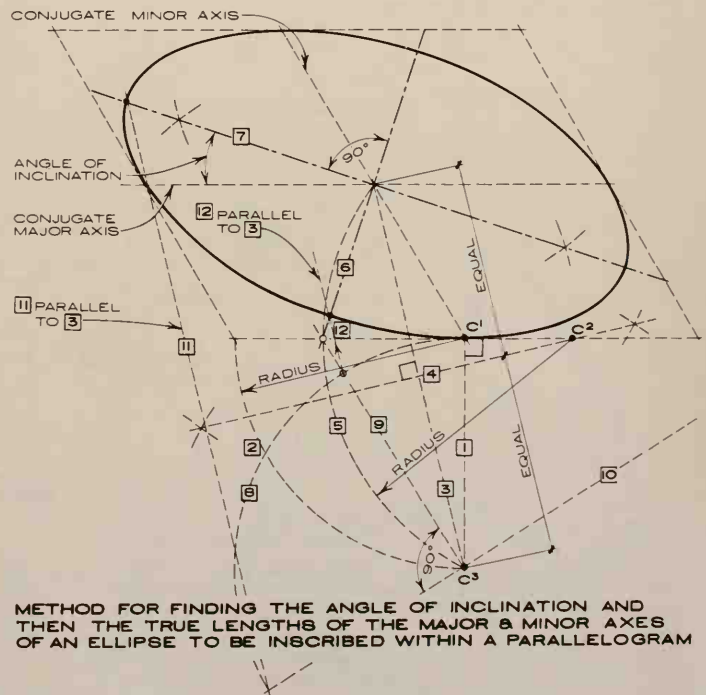 CONJUGATE MINOR AXIS
7
90°
ANGLE OF
INCLINATION
CONJUGATE
MAJOR AXIS
12 PARALLEL
TO 3
6
EQUAL
11 PARALLEL
TO 3
11
12
C1
C2
RADIUS
4
2
5
9
1
RADIUS
EQUAL
8
3
10
90°
C3
METHOD FOR FINDING THE ANGLE OF INCLINATION AND
THEN THE TRUE LENGTHS OF THE MAJOR & MINOR AXES
OF AN ELLIPSE TO BE INSCRIBED WITHIN A PARALLELOGRAM